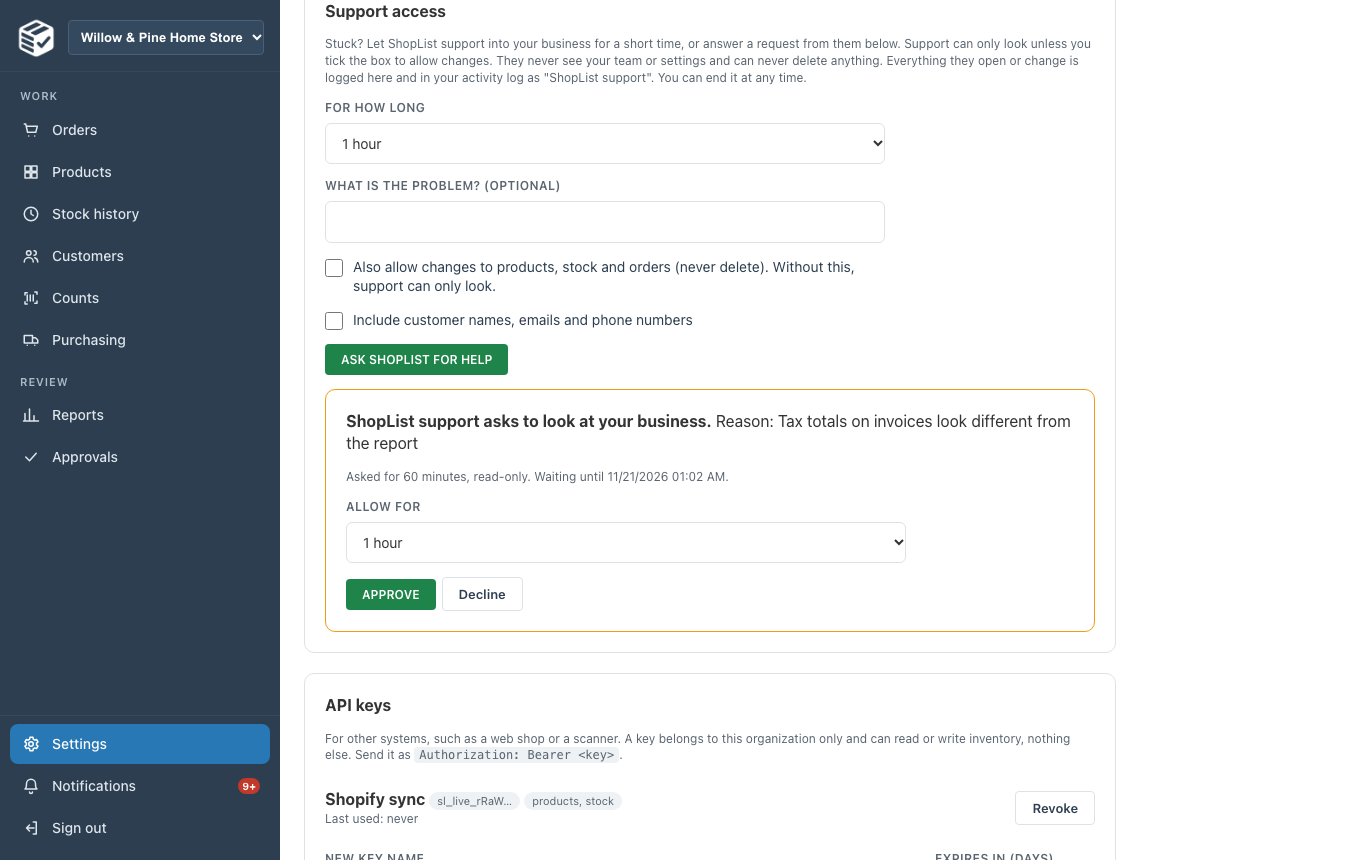 Willow & Pine Home Store
WORK
Orders
Products
Stock history
Customers
Counts
Purchasing
REVIEW
Reports
Approvals
Settings
Notifications
9+
Sign out
Support access
Stuck? Let ShopList support into your business for a short time, or answer a request from them below. Support can only look unless you
tick the box to allow changes. They never see your team or settings and can never delete anything. Everything they open or change is
logged here and in your activity log as "ShopList support". You can end it at any time.
FOR HOW LONG
1 hour
WHAT IS THE PROBLEM? (OPTIONAL)
Also allow changes to products, stock and orders (never delete). Without this,
support can only look.
Include customer names, emails and phone numbers
ASK SHOPLIST FOR HELP
ShopList support asks to look at your business. Reason: Tax totals on invoices look different from
the report
Asked for 60 minutes, read-only. Waiting until 11/21/2026 01:02 AM.
ALLOW FOR
1 hour
APPROVE
Decline
API keys
For other systems, such as a web shop or a scanner. A key belongs to this organization only and can read or write inventory, nothing
else. Send it as Authorization: Bearer <key>.
Shopify sync sl_live_rRaW... products, stock
Last used: never
Revoke
NEW KEY NAME
EXPIRES IN (DAYS)